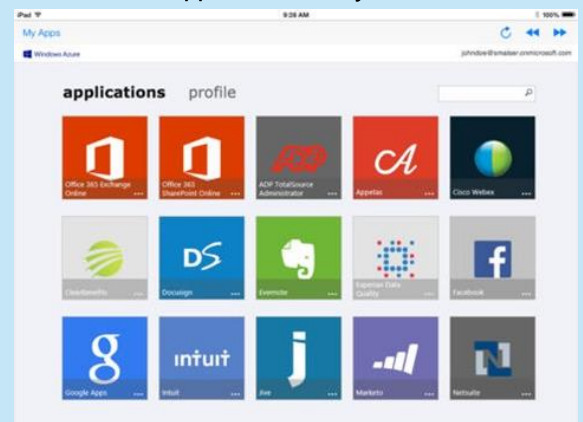 iPad 9:28 AM 100%
My Apps
Windows Azure johndoe@smalser.onmicrosoft.com
applications profile
Office 365 Exchange Online ...
Office 365 SharePoint Online ...
ADP
ADP TotalSource Administrator ...
A
Appetas ...
Cisco Webex ...
CloudBenefits ...
DS
Docusign ...
Evernote ...
Experian Data Quality ...
f
Facebook ...
g
Google Apps ...
intuit
Intuit ...
j
Jive ...
Marketo ...
N
Netsuite ...